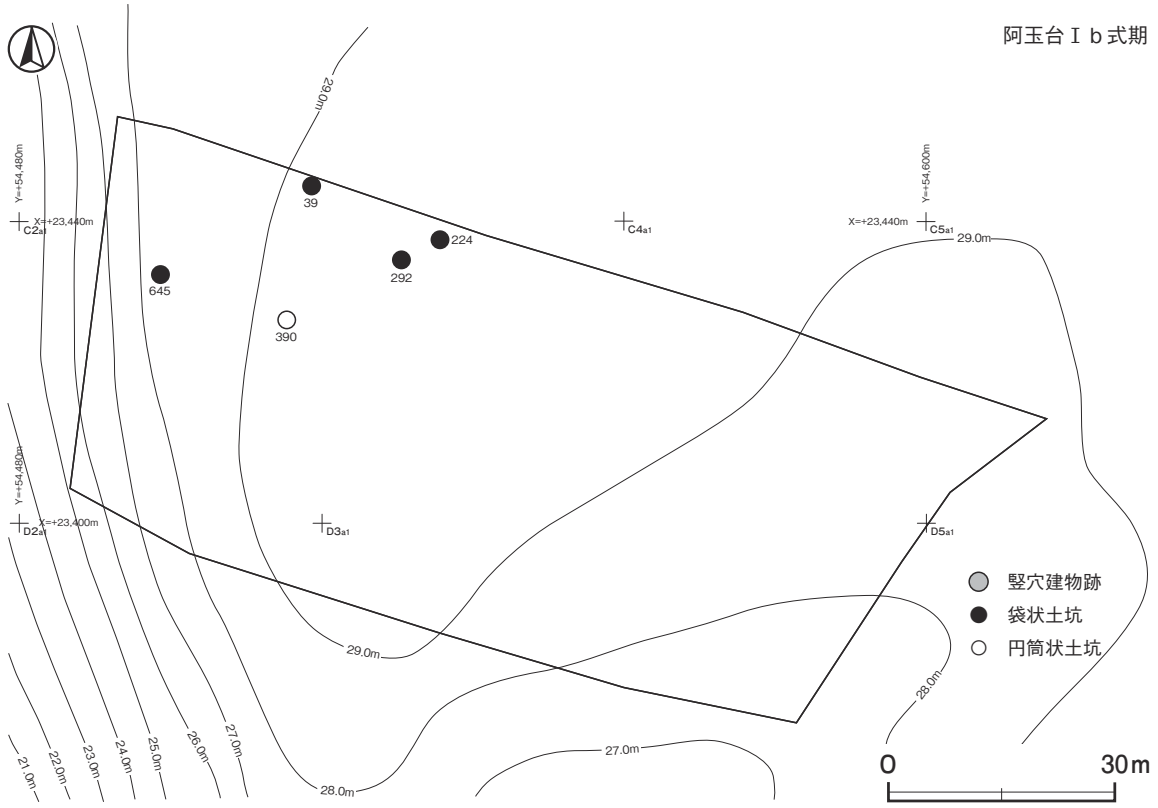 阿玉台Ⅰｂ式期
29.0m
Y=+54,480m
X=+23,440m
C2a1
39
224
292
645
390
C4a1
Y=+54,600m
X=+23,440m
C5a1
29.0m
Y=+54,480m
X=+23,400m
D2a1
D3a1
D5a1
竪穴建物跡
袋状土坑
円筒状土坑
29.0m
28.0m
21.0m
22.0m
23.0m
24.0m
25.0m
26.0m
27.0m
28.0m
27.0m
0
30m